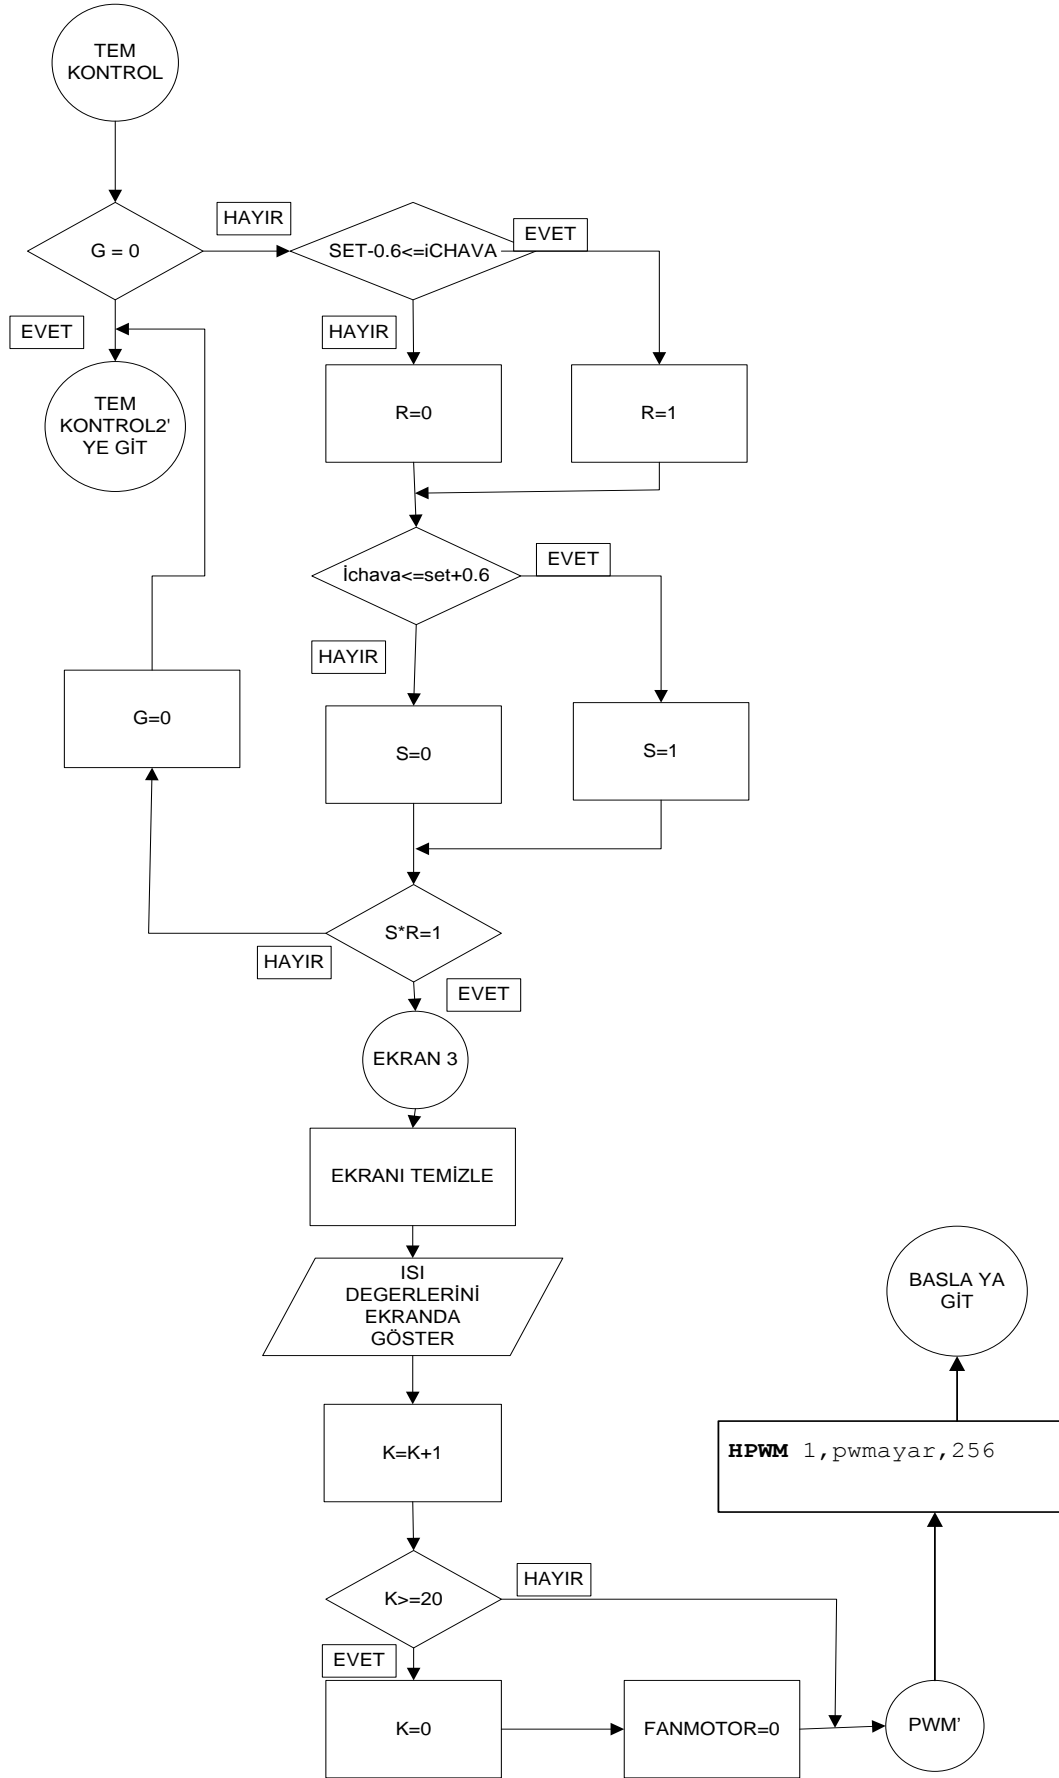 TEM
KONTROL
G = 0
HAYIR
SET-0.6<=iCHAVA
EVET
EVET
HAYIR
TEM
KONTROL2'
YE GİT
R=0
R=1
İchava<=set+0.6
EVET
HAYIR
G=0
S=0
S=1
S*R=1
HAYIR
EVET
EKRAN 3
EKRANI TEMİZLE
ISI
DEGERLERİNİ
EKRANDA
GÖSTER
BASLA YA
GİT
K=K+1
HPWM 1,pwmayar,256
K>=20
HAYIR
EVET
K=0
FANMOTOR=0
PWM'